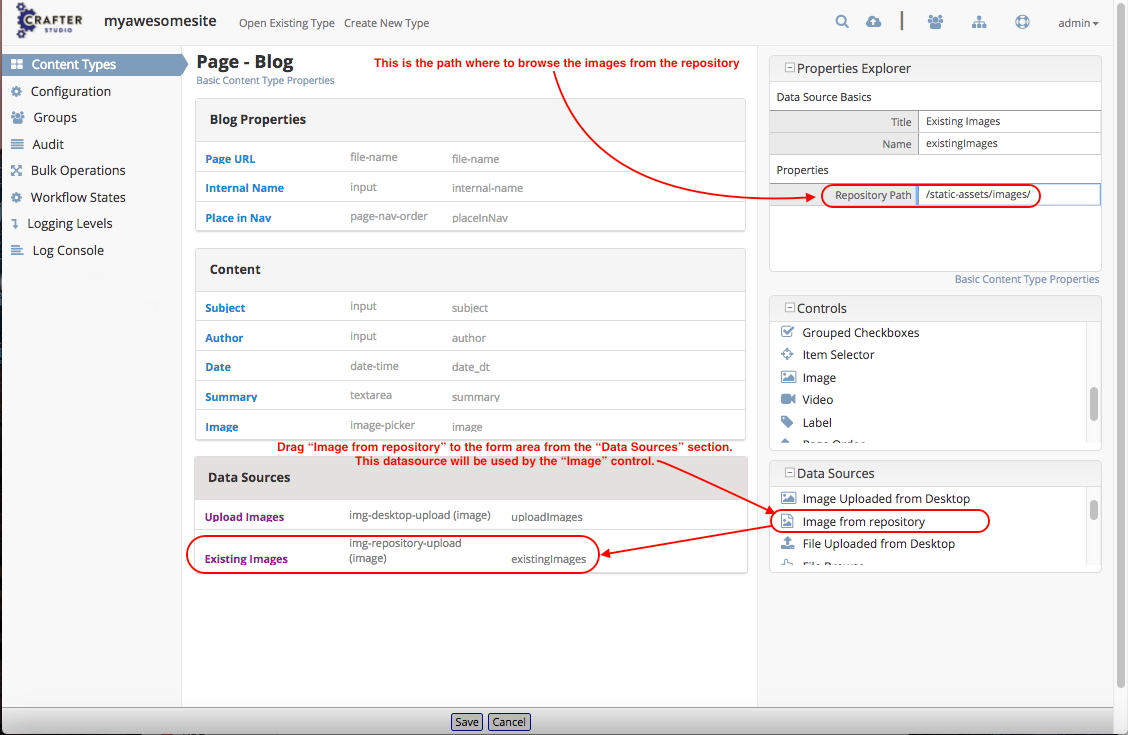 CRAFTER
STUDIO
myawesomesite
Open Existing Type
Create New Type
admin
Content Types
Configuration
Groups
Audit
Bulk Operations
Workflow States
Logging Levels
Log Console
Page - Blog
Basic Content Type Properties
This is the path where to browse the images from the repository
Blog Properties
Page URL file-name file-name
Internal Name input internal-name
Place in Nav page-nav-order placeInNav
Content
Subject input subject
Author input author
Date date-time date_dt
Summary textarea summary
Image image-picker image
Drag “Image from repository” to the form area from the “Data Sources” section.
This datasource will be used by the “Image” control.
Data Sources
Upload Images img-desktop-upload (image) uploadImages
Existing Images img-repository-upload (image) existingImages
Properties Explorer
Data Source Basics
Title Existing Images
Name existingImages
Properties
Repository Path /static-assets/images/
Basic Content Type Properties
Controls
Grouped Checkboxes
Item Selector
Image
Video
Label
Page Order
Data Sources
Image Uploaded from Desktop
Image from repository
File Uploaded from Desktop
File Browse
Save Cancel